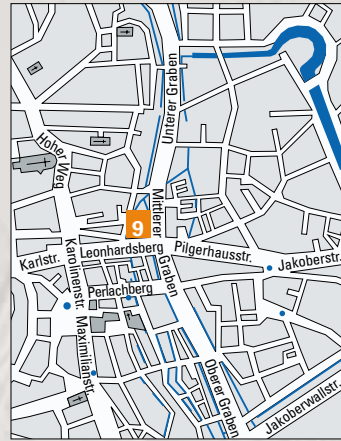 Unterer Graben
Hoher Weg
Mittlerer Graben
9
Leonhardsberg
Pilgerhausstr.
Karlstr.
Karolinenstr.
Jakoberstr.
Perlachberg
Maximilianstr.
Oberer Graben
Jakoberwallstr.